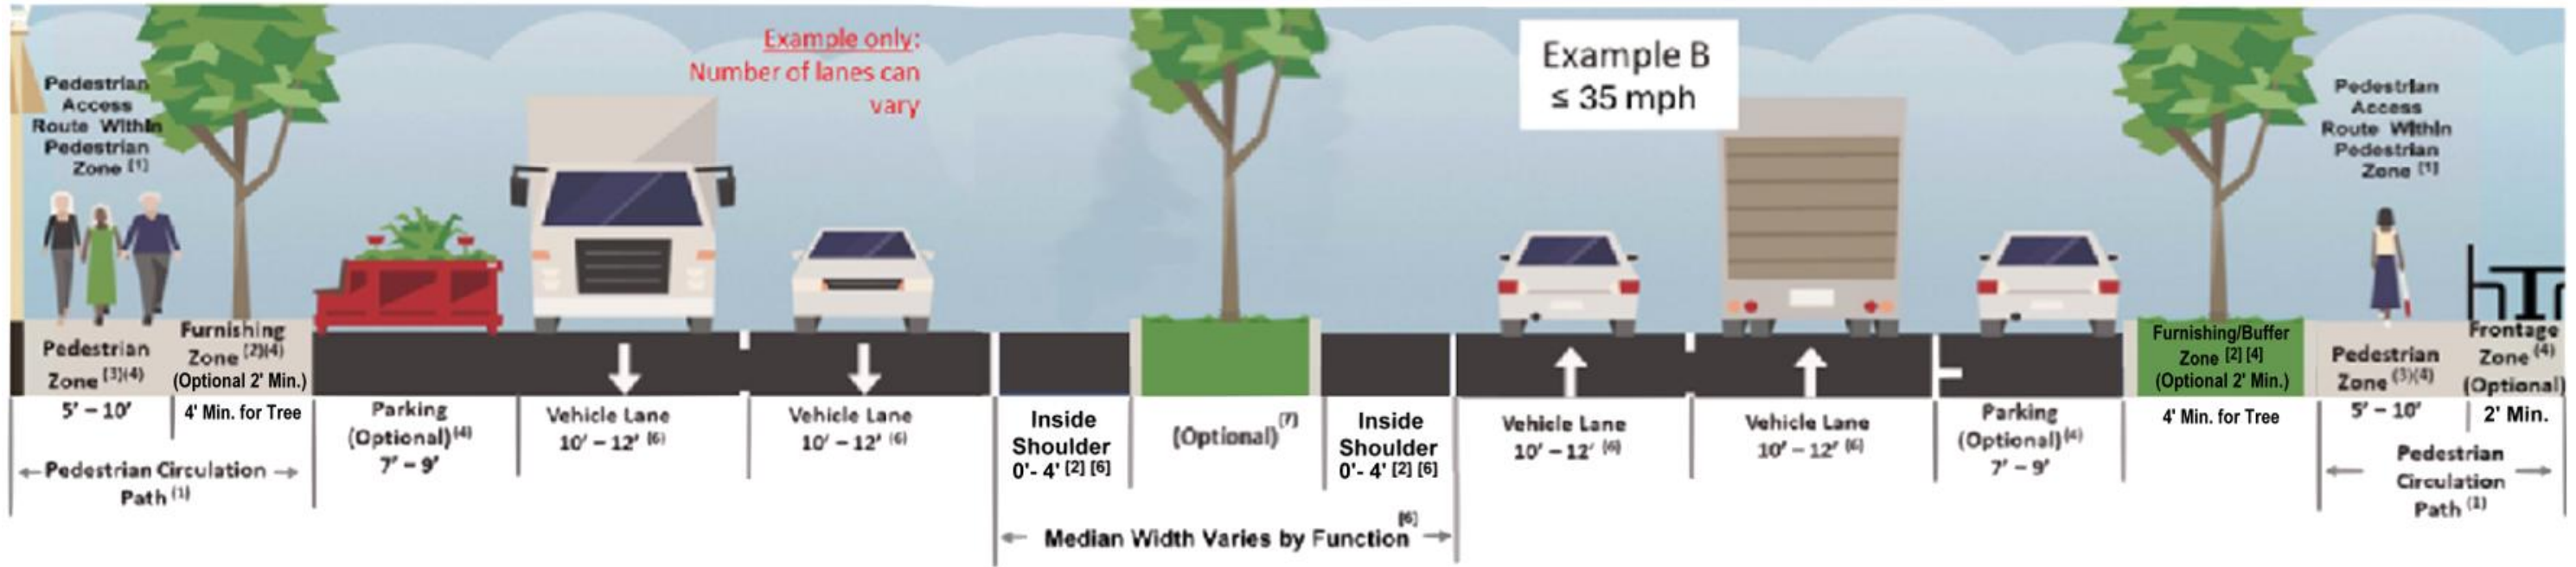 Example only:
Number of lanes can
vary
Example B
≤ 35 mph
Pedestrian
Access
Route Within
Pedestrian
Zone [1]
Pedestrian
Access
Route Within
Pedestrian
Zone [1]
Pedestrian
Zone (3)(4)
5' – 10'
Furnishing
Zone (2)(4)
(Optional 2' Min.)
4' Min. for Tree
Pedestrian Circulation
Path (1)
Parking
(Optional) (4)
7' – 9'
Vehicle Lane
10' – 12' (6)
Vehicle Lane
10' – 12' (6)
Inside
Shoulder
0'- 4' [2] [6]
(Optional) [7]
Inside
Shoulder
0'- 4' [2] [6]
Median Width Varies by Function [6]
Vehicle Lane
10' – 12' (6)
Vehicle Lane
10' – 12' (6)
Parking
(Optional) (4)
7' – 9'
Furnishing/Buffer
Zone [2] [4]
(Optional 2' Min.)
4' Min. for Tree
Pedestrian
Zone (3)(4)
5' – 10'
Frontage
Zone (4)
(Optional)
2' Min.
Pedestrian
Circulation
Path (1)